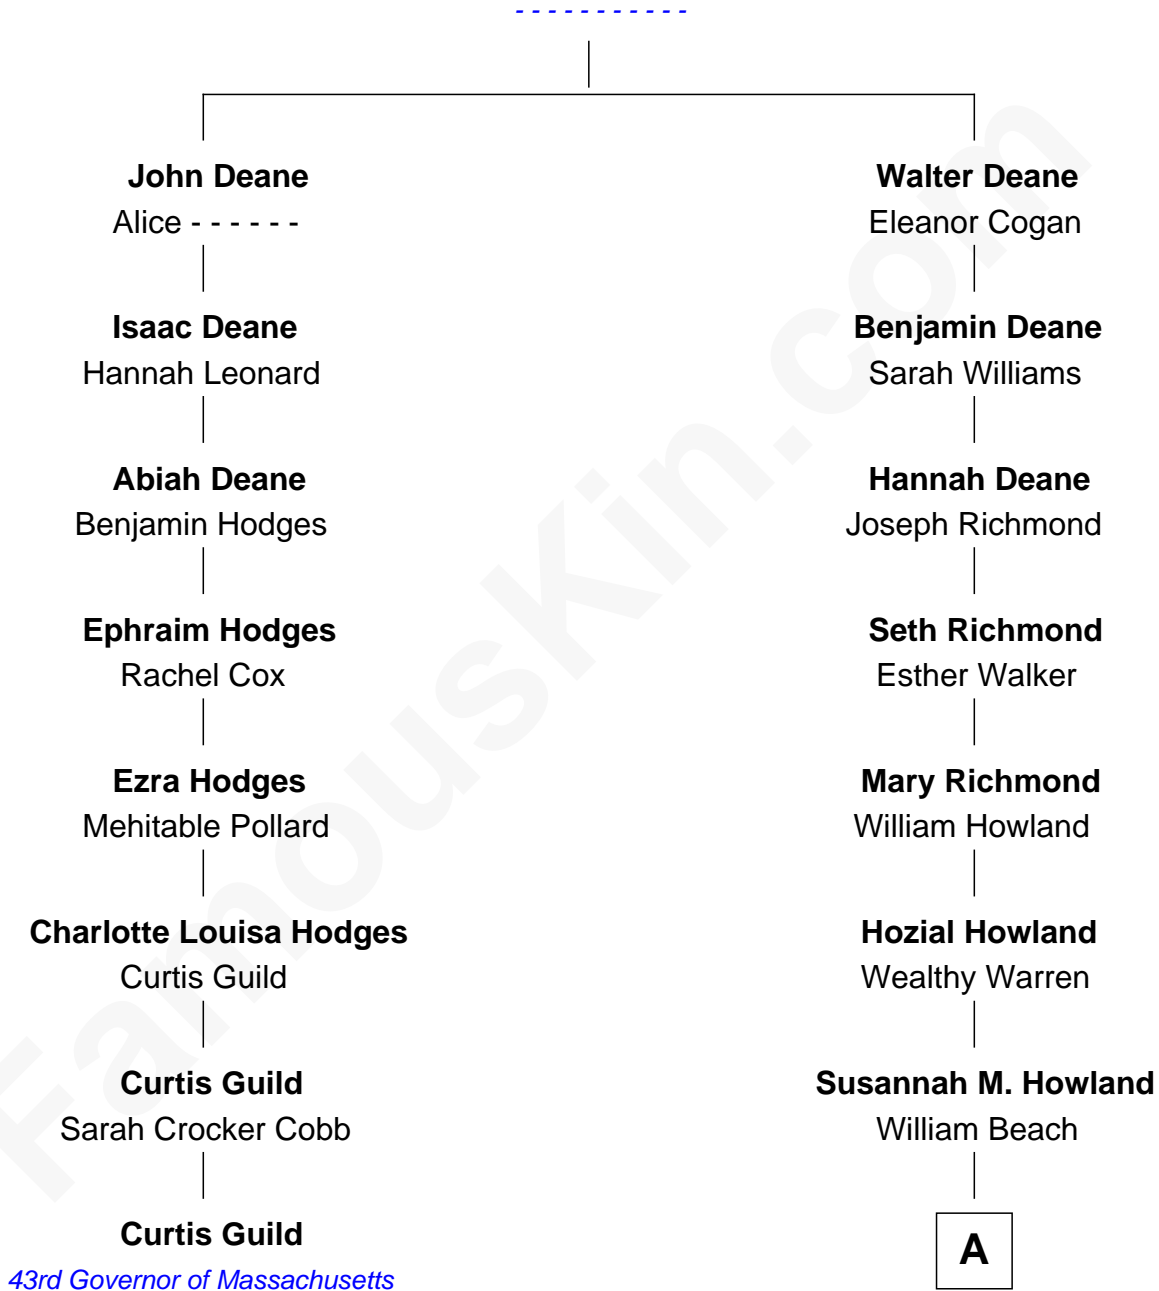 - - - - - - - - - - -
John Deane
Alice - - - - - -
Isaac Deane
Hannah Leonard
Abiah Deane
Benjamin Hodges
Ephraim Hodges
Rachel Cox
Ezra Hodges
Mehitable Pollard
Charlotte Louisa Hodges
Curtis Guild
Curtis Guild
Sarah Crocker Cobb
Curtis Guild
43rd Governor of Massachusetts
Walter Deane
Eleanor Cogan
Benjamin Deane
Sarah Williams
Hannah Deane
Joseph Richmond
Seth Richmond
Esther Walker
Mary Richmond
William Howland
Hozial Howland
Wealthy Warren
Susannah M. Howland
William Beach
A
FamousKin.com